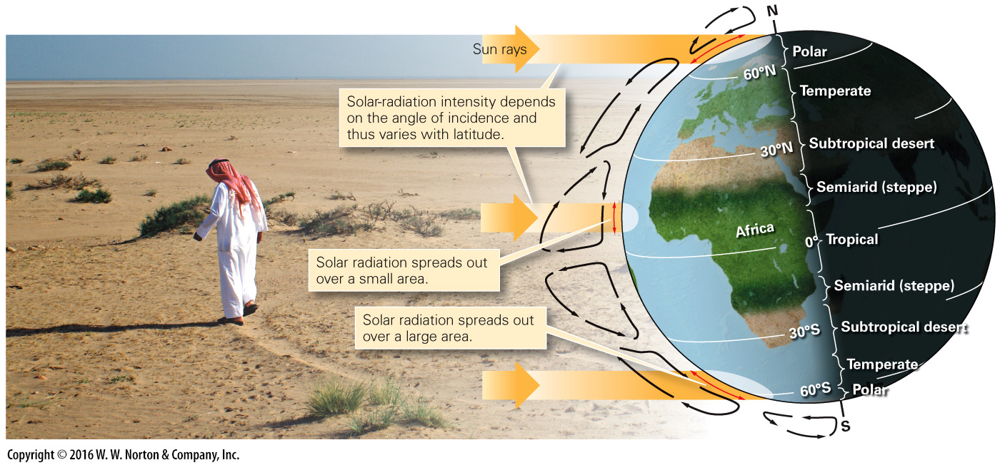 N
Sun rays
Polar
60°N
Temperate
Solar-radiation intensity depends
on the angle of incidence and
thus varies with latitude.
Subtropical desert
30°N
Semiarid (steppe)
Africa
0°
Tropical
Solar radiation spreads out
over a small area.
Semiarid (steppe)
Solar radiation spreads out
over a large area.
30°S
Subtropical desert
Temperate
60°S
Polar
S
Copyright © 2016 W. W. Norton & Company, Inc.